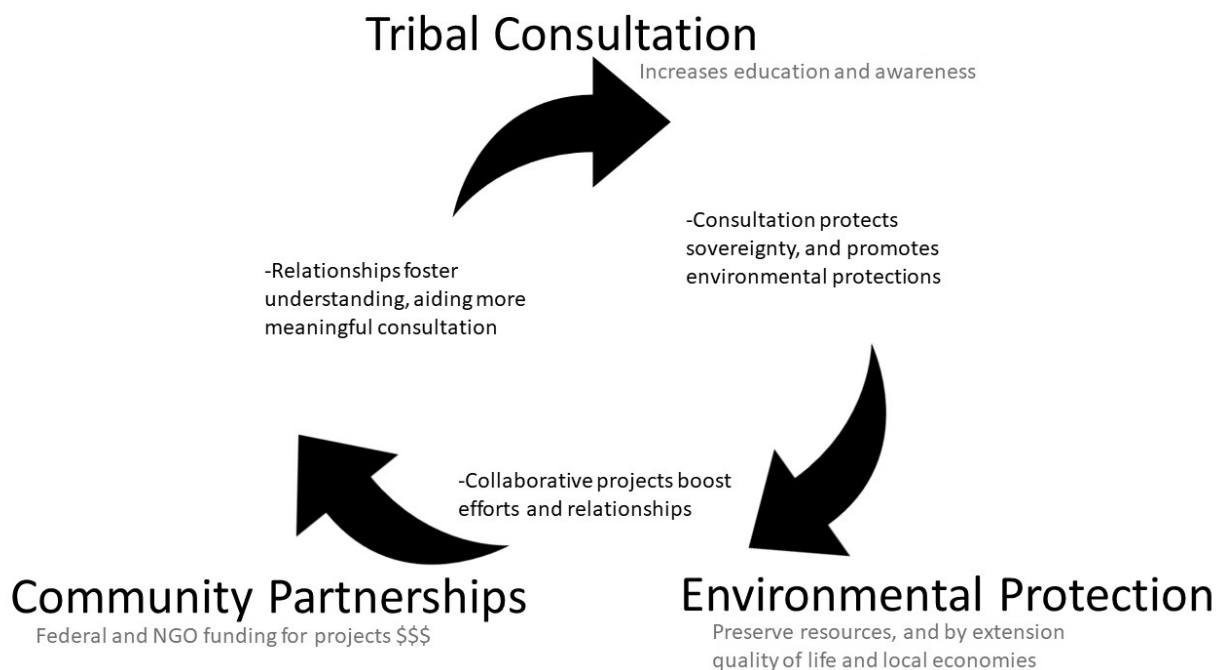 Tribal Consultation
Increases education and awareness
-Consultation protects
sovereignty, and promotes
environmental protections
-Relationships foster
understanding, aiding more
meaningful consultation
-Collaborative projects boost
efforts and relationships
Community Partnerships
Federal and NGO funding for projects $$$
Environmental Protection
Preserve resources, and by extension
quality of life and local economies